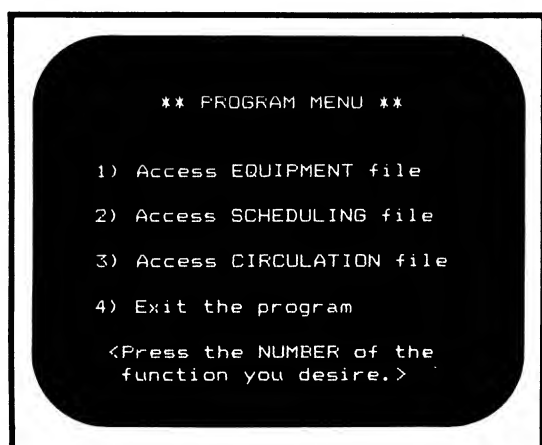 ** PROGRAM MENU **
1) Access EQUIPMENT file
2) Access SCHEDULING file
3) Access CIRCULATION file
4) Exit the program
<Press the NUMBER of the
function you desire.>